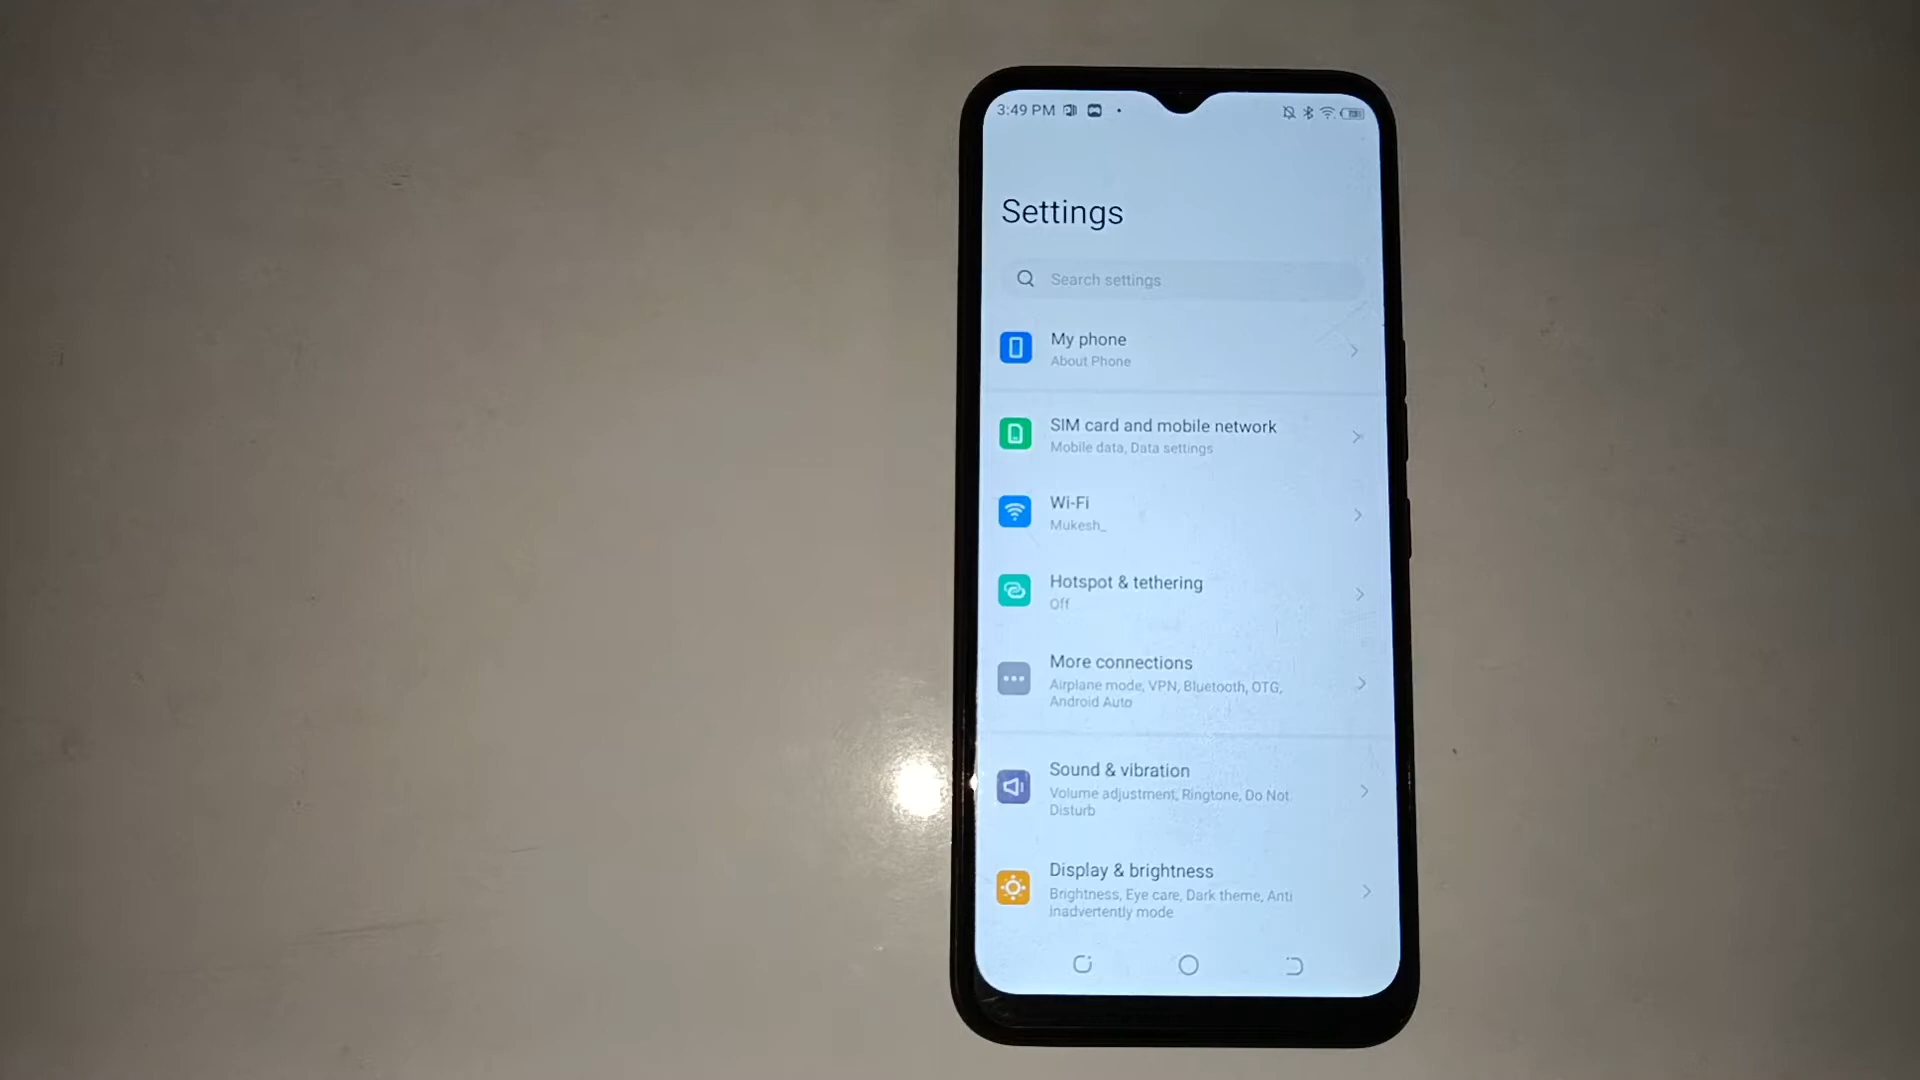 3:49 PM
Settings
Search settings
My phone
About Phone
SIM card and mobile network
Mobile data, Data settings
Wi-Fi
Mukesh_
Hotspot & tethering
Off
More connections
Airplane mode, VPN, Bluetooth, OTG,
Android Auto
Sound & vibration
Volume adjustment, Ringtone, Do Not
Disturb
Display & brightness
Brightness, Eye care, Dark theme, Anti
inadvertently mode